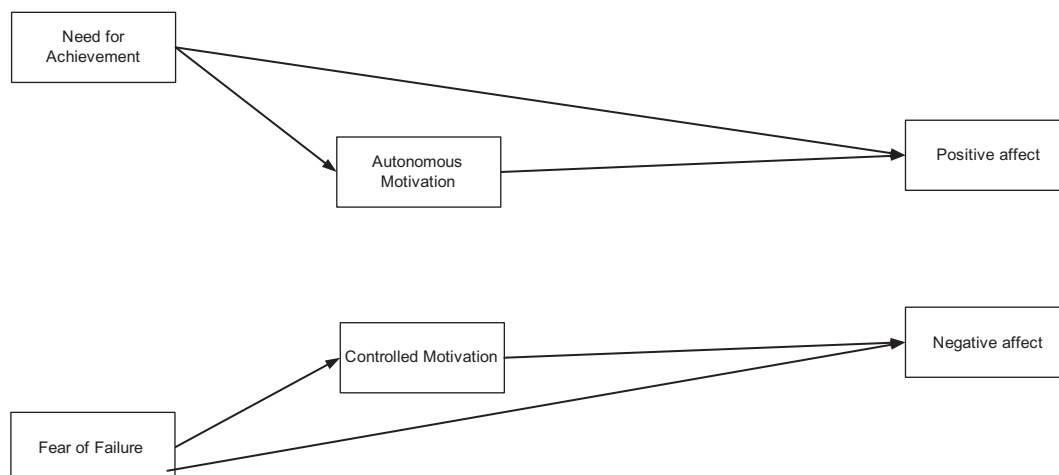 Need for
Achievement
Autonomous
Motivation
Positive affect
Controlled Motivation
Negative affect
Fear of Failure